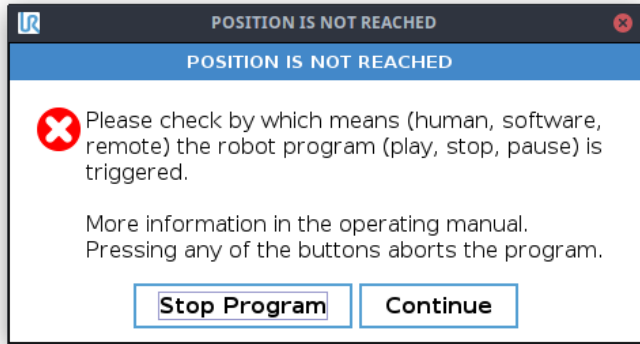 UR
POSITION IS NOT REACHED
POSITION IS NOT REACHED
Please check by which means (human, software,
remote) the robot program (play, stop, pause) is
triggered.
More information in the operating manual.
Pressing any of the buttons aborts the program.
Stop Program
Continue